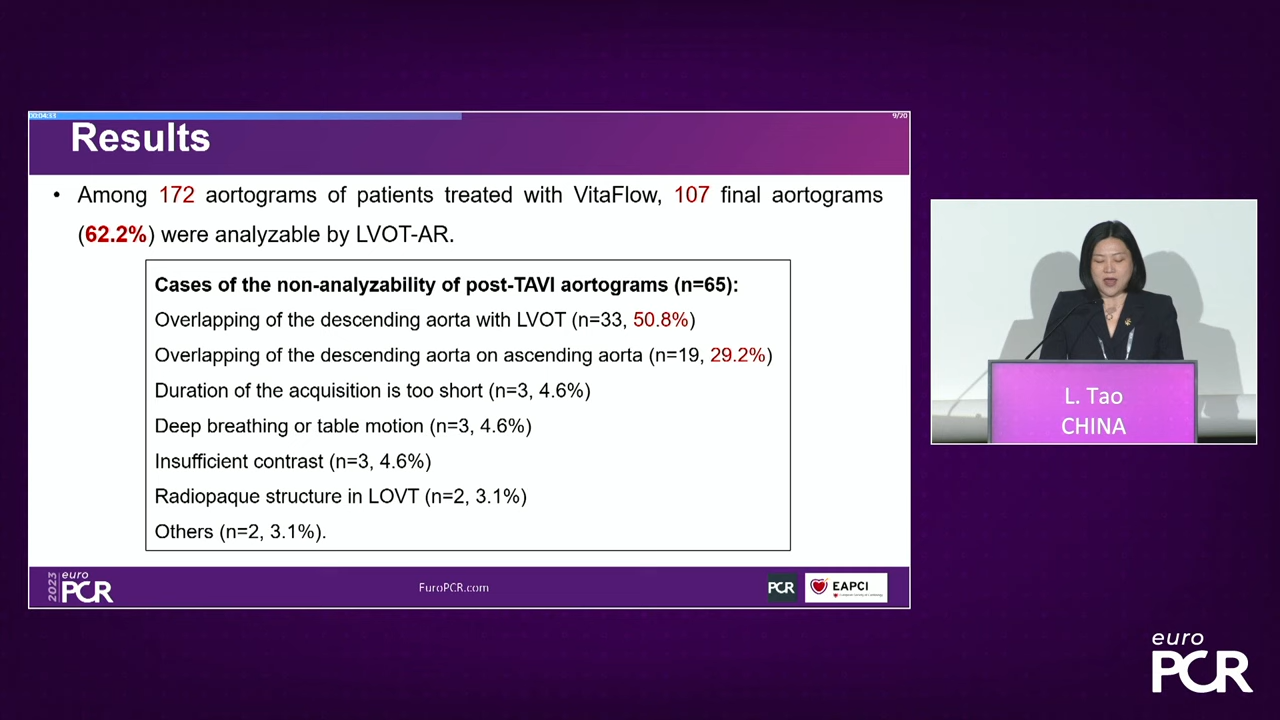 00:04:33
9/20
Results
• Among 172 aortograms of patients treated with VitaFlow, 107 final aortograms
(62.2%) were analyzable by LVOT-AR.
Cases of the non-analyzability of post-TAVI aortograms (n=65):
Overlapping of the descending aorta with LVOT (n=33, 50.8%)
Overlapping of the descending aorta on ascending aorta (n=19, 29.2%)
Duration of the acquisition is too short (n=3, 4.6%)
Deep breathing or table motion (n=3, 4.6%)
Insufficient contrast (n=3, 4.6%)
Radiopaque structure in LOVT (n=2, 3.1%)
Others (n=2, 3.1%).
2023
euro
PCR
EuroPCR.com
PCR
EAPCI
L. Tao
CHINA
euro
PCR